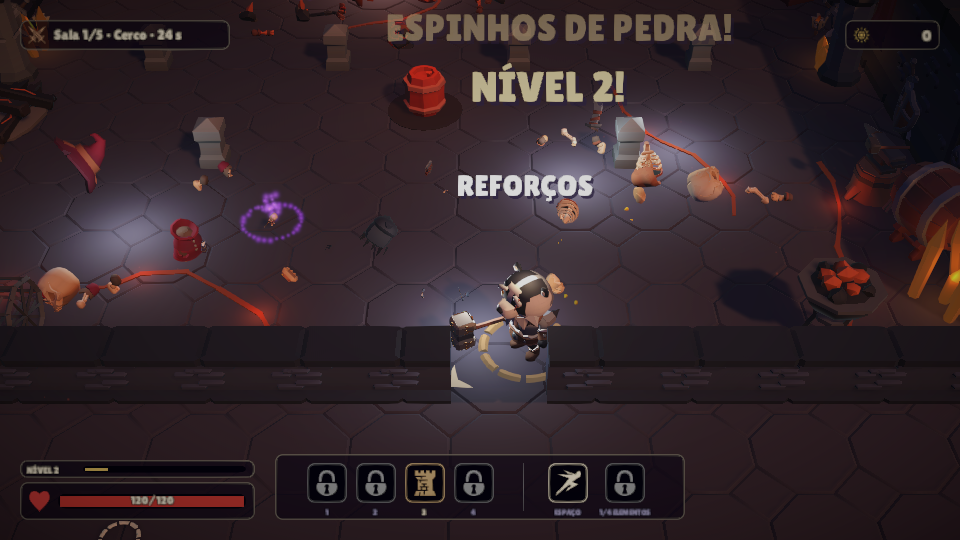 ESPINHOS DE PEDRA!
Sala 1/5 · Cerco · 24 s
0
NÍVEL 2!
REFORÇOS
NÍVEL 2
120/120
1
2
3
4
ESPAÇO
1/4 ELEMENTOS